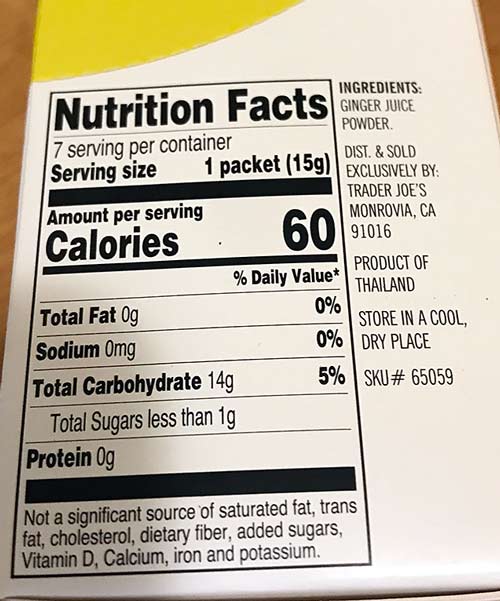 Nutrition Facts
7 serving per container
Serving size 1 packet (15g)
Amount per serving
Calories 60
% Daily Value*
Total Fat 0g 0%
Sodium 0mg 0%
Total Carbohydrate 14g 5%
Total Sugars less than 1g
Protein 0g
Not a significant source of saturated fat, trans
fat, cholesterol, dietary fiber, added sugars,
Vitamin D, Calcium, iron and potassium.
INGREDIENTS:
GINGER JUICE
POWDER.
DIST. & SOLD
EXCLUSIVELY BY:
TRADER JOE'S
MONROVIA, CA
91016
PRODUCT OF
THAILAND
STORE IN A COOL,
DRY PLACE
SKU# 65059